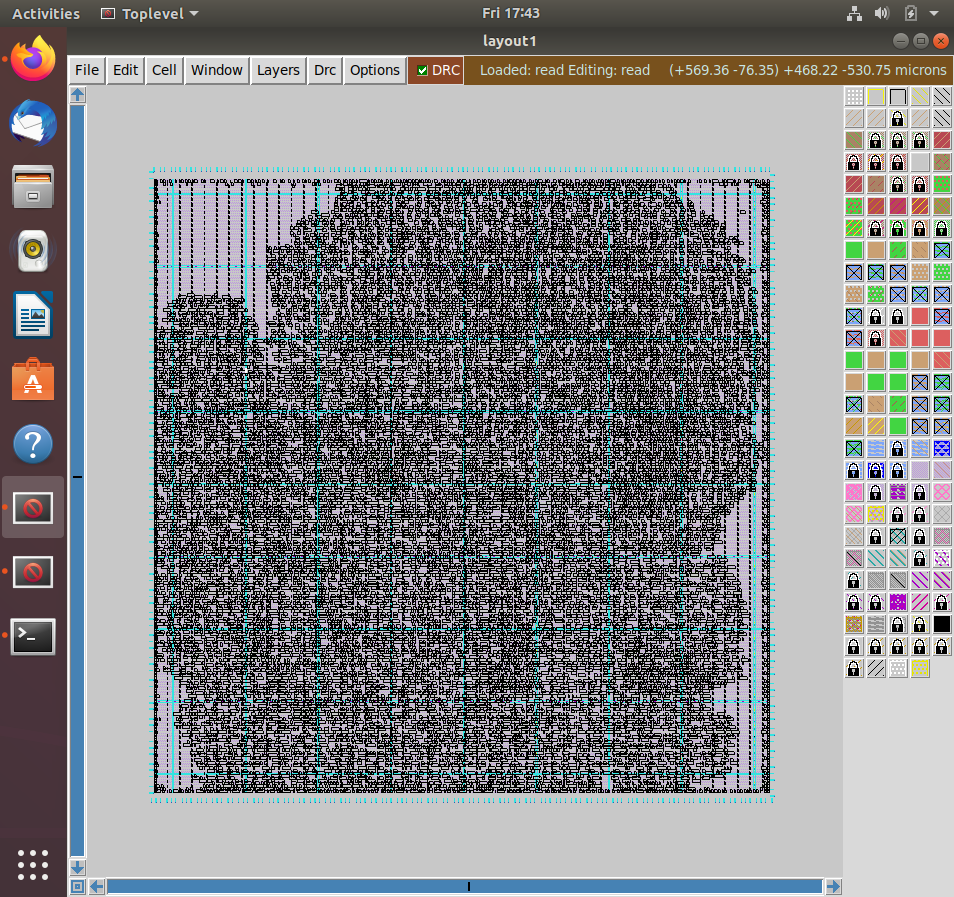 Activities Toplevel Fri 17:43
layout1
File Edit Cell Window Layers Drc Options DRC Loaded: read Editing: read (+569.36 -76.35) +468.22 -530.75 microns